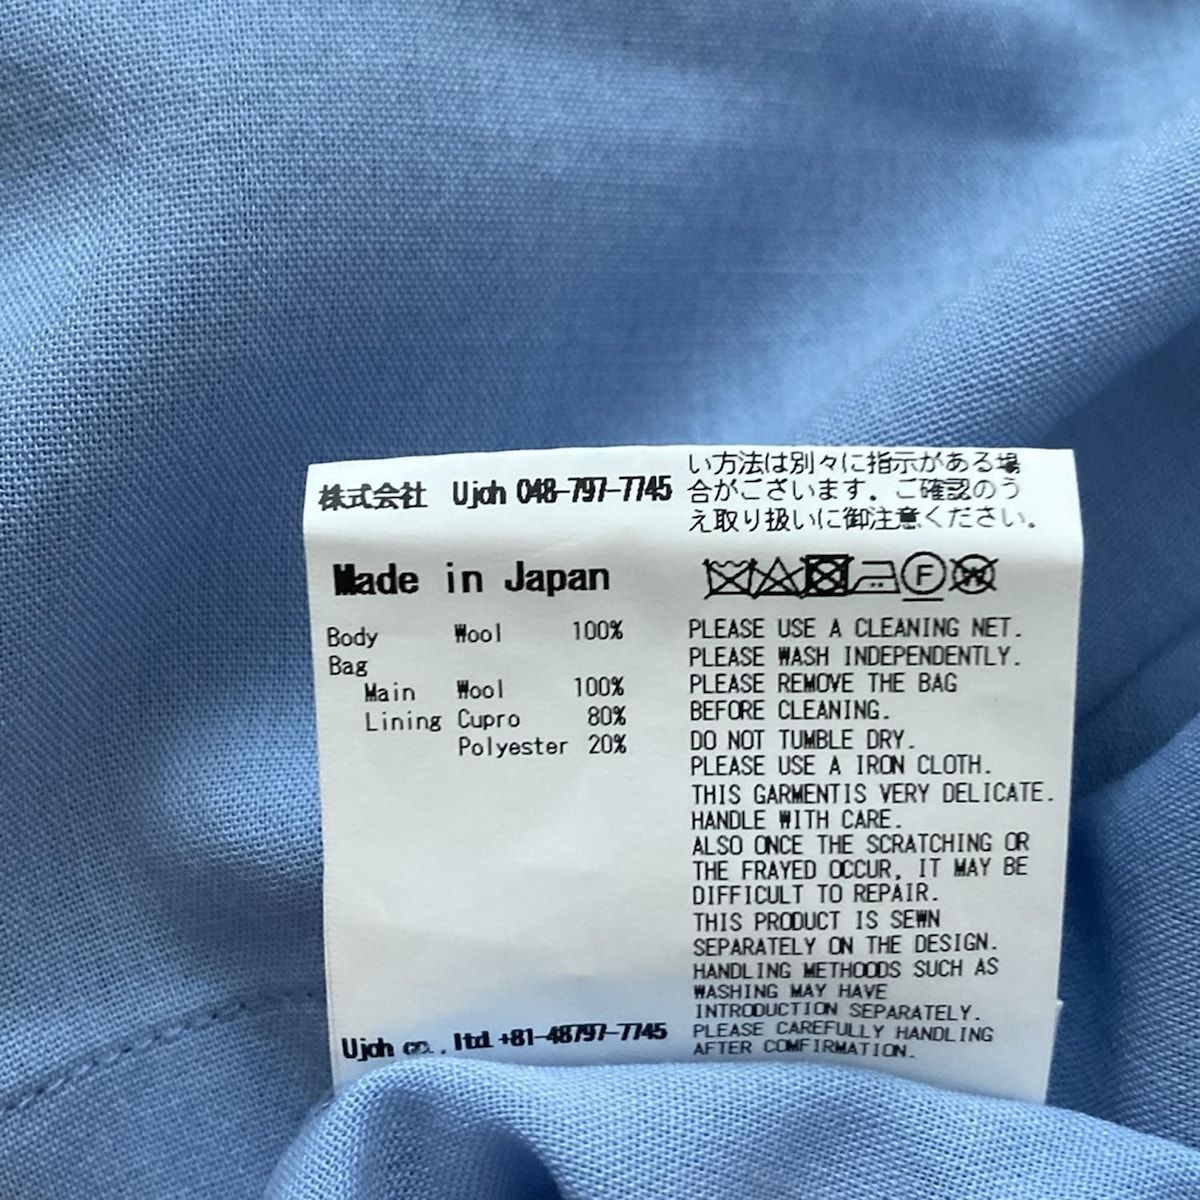 株式会社 Ujoh 048-797-7745
Made in Japan
Body Wool 100%
Bag
Main Wool 100%
Lining Cupro 80%
Polyester 20%
Ujoh co., ltd. +81-48797-7745
い方法は別々に指示がある場
合がございます。ご確認のう
え取り扱いに御注意ください。
F
W
PLEASE USE A CLEANING NET.
PLEASE WASH INDEPENDENTLY.
PLEASE REMOVE THE BAG
BEFORE CLEANING.
DO NOT TUMBLE DRY.
PLEASE USE A IRON CLOTH.
THIS GARMENTIS VERY DELICATE.
HANDLE WITH CARE.
ALSO ONCE THE SCRATCHING OR
THE FRAYED OCCUR, IT MAY BE
DIFFICULT TO REPAIR.
THIS PRODUCT IS SEWN
SEPARATELY ON THE DESIGN.
HANDLING METHOODS SUCH AS
WASHING MAY HAVE
INTRODUCTION SEPARATELY.
PLEASE CAREFULLY HANDLING
AFTER COMFIRMATION.